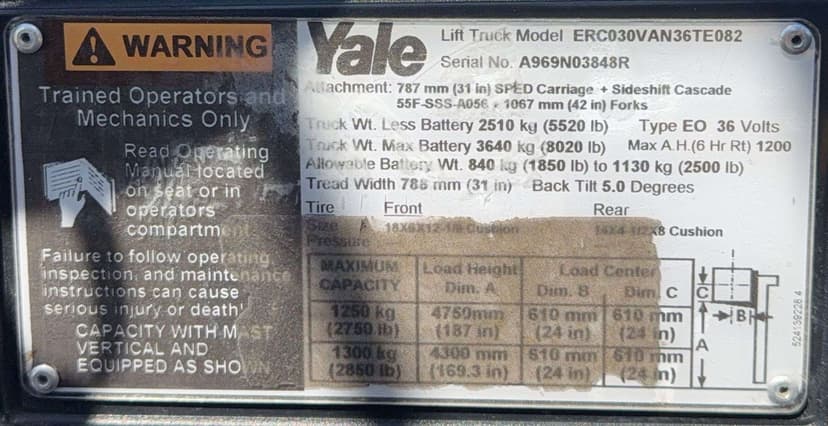 WARNING
Trained Operators and
Mechanics Only
Read Operating
Manual located
on seat or in
operators
compartment
Failure to follow operating,
inspection, and maintenance
instructions can cause
serious injury or death!
CAPACITY WITH MAST
VERTICAL AND
EQUIPPED AS SHOWN
Yale
Lift Truck Model ERC030VAN36TE082
Serial No. A969N03848R
Attachment: 787 mm (31 in) SPED Carriage + Sideshift Cascade
55F-SSS-A056 + 1067 mm (42 in) Forks
Truck Wt. Less Battery 2510 kg (5520 lb) Type EO 36 Volts
Truck Wt. Max Battery 3640 kg (8020 lb) Max A.H.(6 Hr Rt) 1200
Allowable Battery Wt. 840 kg (1850 lb) to 1130 kg (2500 lb)
Tread Width 788 mm (31 in) Back Tilt 5.0 Degrees
Tire Front Rear
Size 18X6X12-1/8 Cushion 14X4-1/2X8 Cushion
Pressure
MAXIMUM CAPACITY Load Height Dim. A Load Center Dim. B Dim. C
1250 kg (2750 lb) 4750mm (187 in) 610 mm (24 in) 610 mm (24 in)
1300 kg (2850 lb) 4300 mm (169.3 in) 610 mm (24 in) 610 mm (24 in)
C
B
A
524139228 4